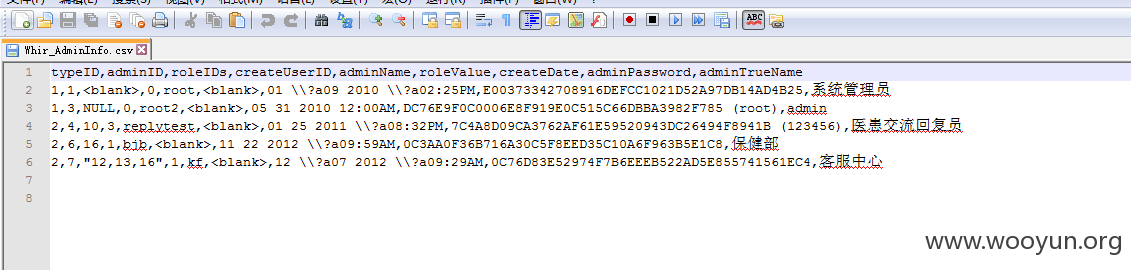 Whir_AdminInfo.csv
1 typeID,adminID,roleIDs,createUserID,adminName,roleValue,createDate,adminPassword,adminTrueName
2 1,1,<blank>,0,root,<blank>,01 \\?a09 2010 \\?a02:25PM,E00373342708916DEFCC1021D52A97DB14AD4B25,系统管理员
3 1,3,NULL,0,root2,<blank>,05 31 2010 12:00AM,DC76E9F0C0006E8F919E0C515C66DBBA3982F785 (root),admin
4 2,4,10,3,replytest,<blank>,01 25 2011 \\?a08:32PM,7C4A8D09CA3762AF61E59520943DC26494F8941B (123456),医患交流回复员
5 2,6,16,1,bjb,<blank>,11 22 2012 \\?a09:59AM,0C3AA0F36B716A30C5F8EED35C10A6F963B5E1C8,保健部
6 2,7,"12,13,16",1,kf,<blank>,12 \\?a07 2012 \\?a09:29AM,0C76D83E52974F7B6EEEB522AD5E855741561EC4,客服中心
7
8
www.wooyun.org